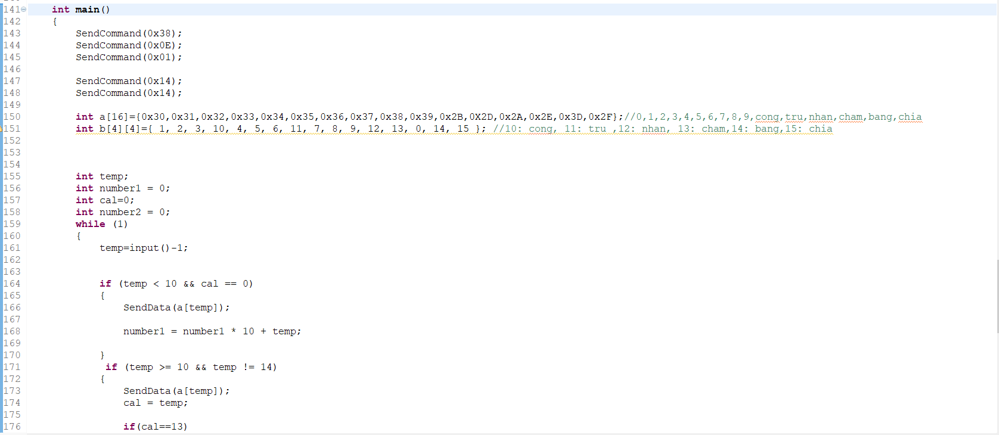 141 int main()
142 {
143 SendCommand(0x38);
144 SendCommand(0x0E);
145 SendCommand(0x01);
146
147 SendCommand(0x14);
148 SendCommand(0x14);
149
150 int a[16]={0x30,0x31,0x32,0x33,0x34,0x35,0x36,0x37,0x38,0x39,0x2B,0X2D,0x2A,0x2E,0x3D,0x2F};//0,1,2,3,4,5,6,7,8,9,cong,tru,nhan,cham,bang,chia
151 int b[4][4]={ 1, 2, 3, 10, 4, 5, 6, 11, 7, 8, 9, 12, 13, 0, 14, 15 }; //10: cong, 11: tru ,12: nhan, 13: cham,14: bang,15: chia
152
153
154
155 int temp;
156 int number1 = 0;
157 int cal=0;
158 int number2 = 0;
159 while (1)
160 {
161 temp=input()-1;
162
163
164 if (temp < 10 && cal == 0)
165 {
166 SendData(a[temp]);
167
168 number1 = number1 * 10 + temp;
169
170 }
171 if (temp >= 10 && temp != 14)
172 {
173 SendData(a[temp]);
174 cal = temp;
175
176 if(cal==13)